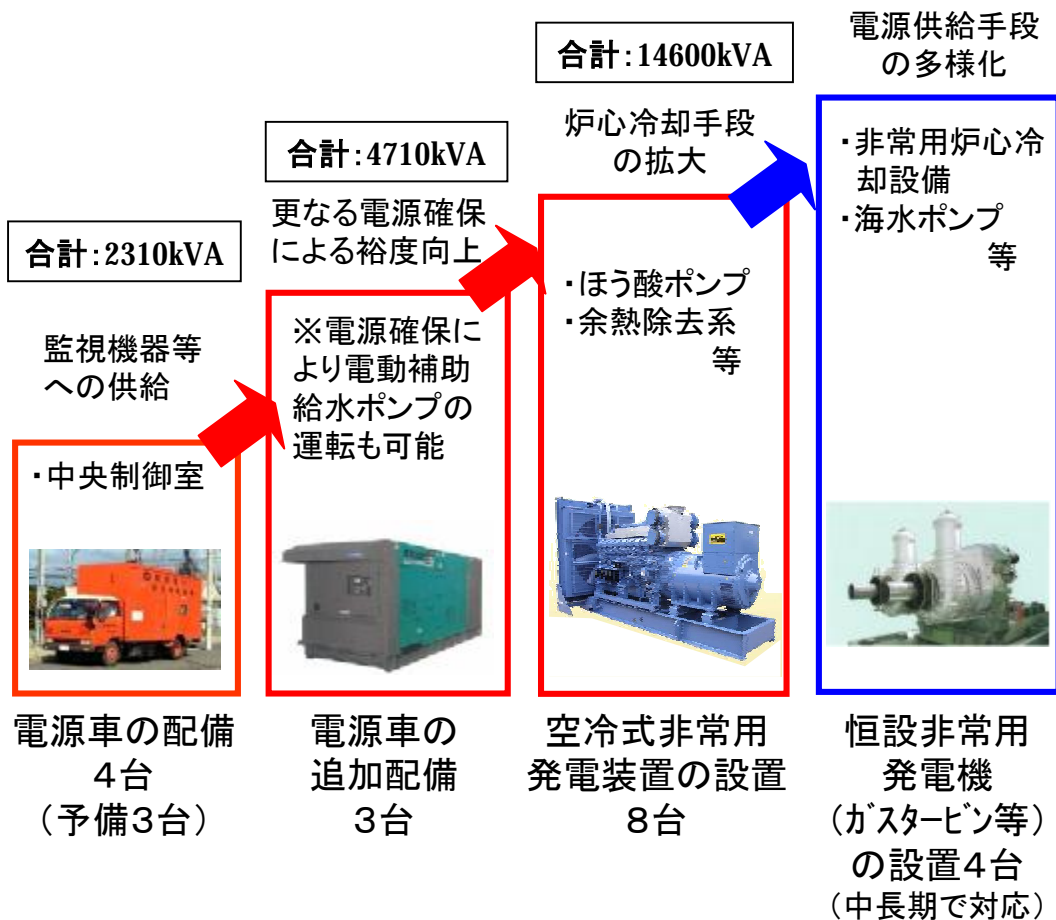 合計：2310kVA
監視機器等
への供給
・中央制御室
電源車の配備
４台
（予備３台）
合計：4710kVA
更なる電源確保
による裕度向上
※電源確保に
より電動補助
給水ポンプの
運転も可能
電源車の
追加配備
３台
合計：14600kVA
炉心冷却手段
の拡大
・ほう酸ポンプ
・余熱除去系
等
空冷式非常用
発電装置の設置
８台
電源供給手段
の多様化
・非常用炉心冷
却設備
・海水ポンプ
等
恒設非常用
発電機
（ｶﾞｽﾀｰﾋﾞﾝ等）
の設置４台
（中長期で対応）